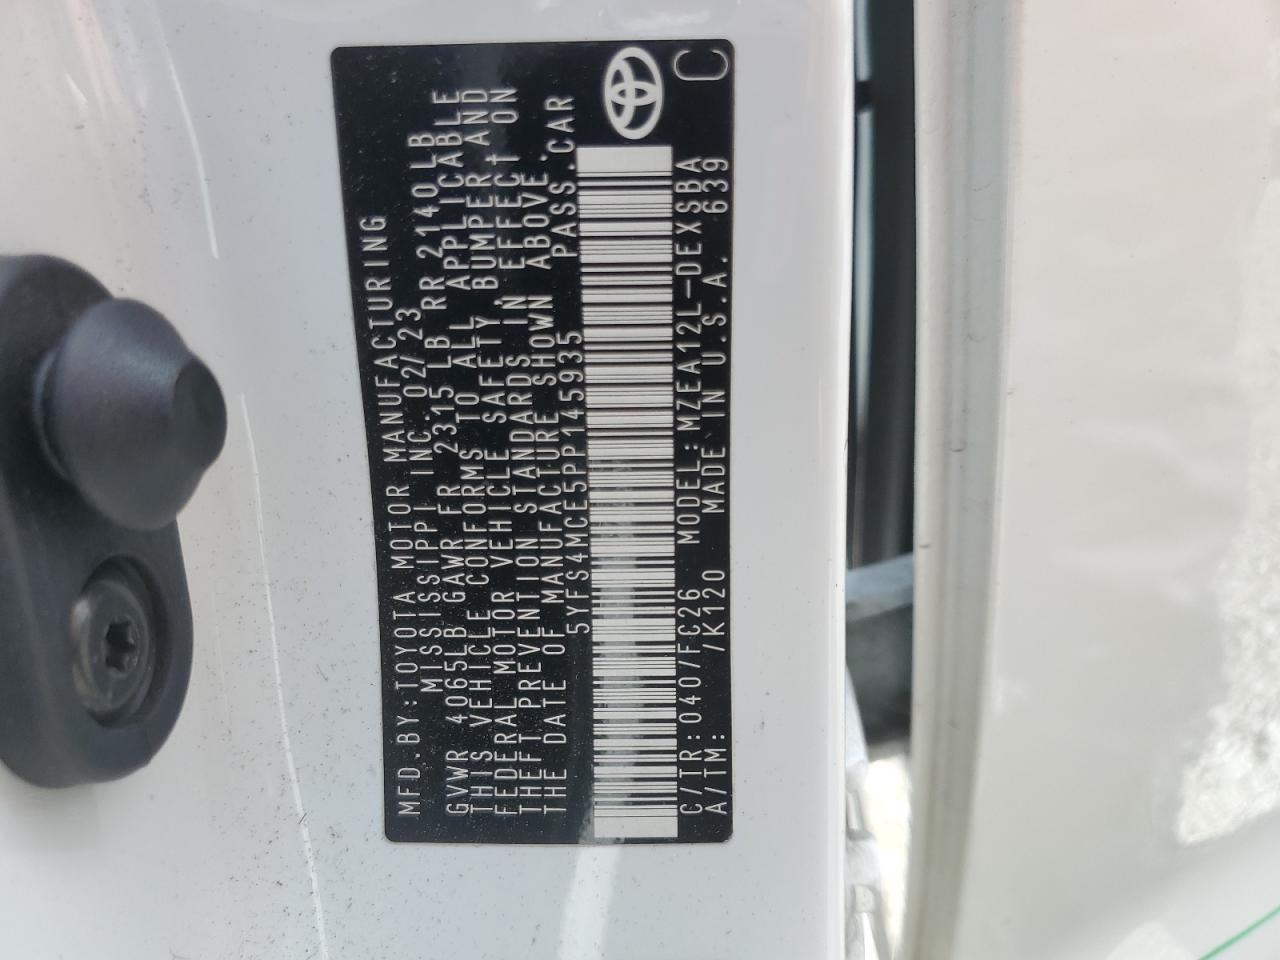 MFD.BY:TOYOTA MOTOR MANUFACTURING
MISSISSIPPI INC. 02/23
GVWR 4065LB GAWR FR 2315 LB RR 2140LB
THIS VEHICLE CONFORMS TO ALL APPLICABLE
FEDERAL MOTOR VEHICLE SAFETY, BUMPER AND
THEFT PREVENTION STANDARDS IN EFFECT ON
THE DATE OF MANUFACTURE SHOWN ABOVE.
5YFS4MCE5PP145935 PASS.CAR
C/TR:040/FC26 MODEL:MZEA12L-DEXSBA
A/TM: /K120 MADE IN U.S.A. 639
C